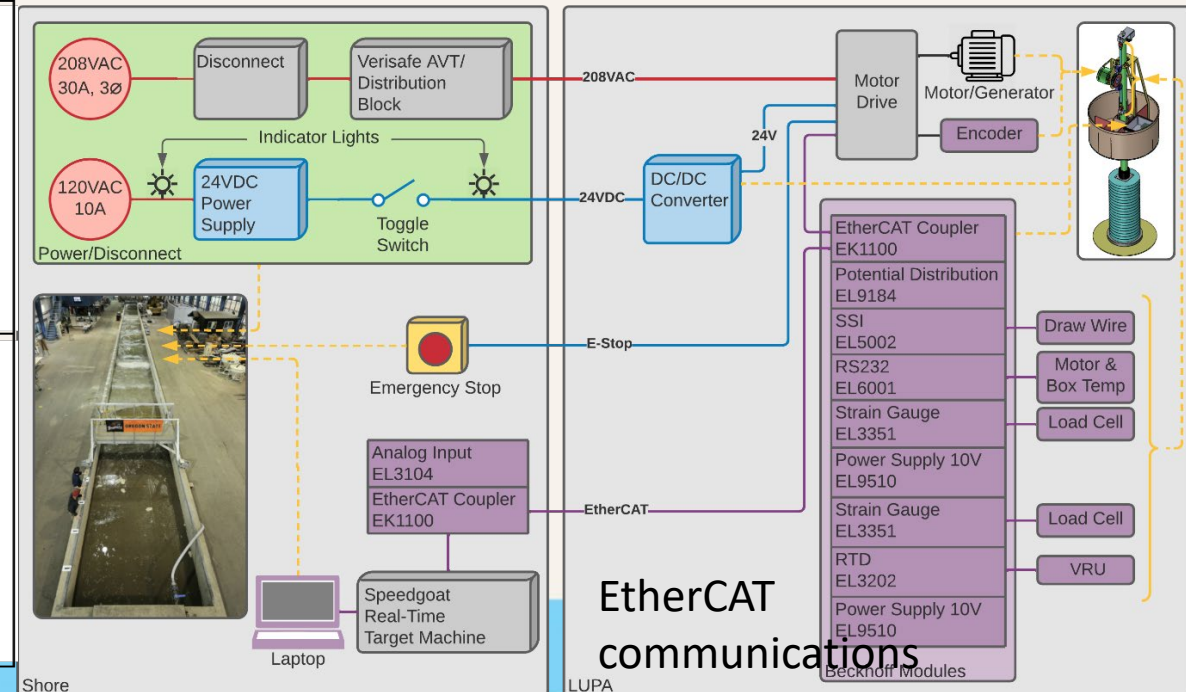 208VAC
30A, 3Ø
Disconnect
Verisafe AVT/
Distribution
Block
Indicator Lights
120VAC
10A
24VDC
Power
Supply
Toggle
Switch
Power/Disconnect
Emergency Stop
Analog Input
EL3104
EtherCAT Coupler
EK1100
Speedgoat
Real-Time
Target Machine
Laptop
Shore
208VAC
24V
24VDC
E-Stop
EtherCAT
DC/DC
Converter
Motor
Drive
Motor/Generator
Encoder
EtherCAT Coupler
EK1100
Potential Distribution
EL9184
SSI
EL5002
RS232
EL6001
Strain Gauge
EL3351
Power Supply 10V
EL9510
Strain Gauge
EL3351
RTD
EL3202
Power Supply 10V
EL9510
Beckhoff Modules
Draw Wire
Motor &
Box Temp
Load Cell
Load Cell
VRU
EtherCAT
communications
LUPA